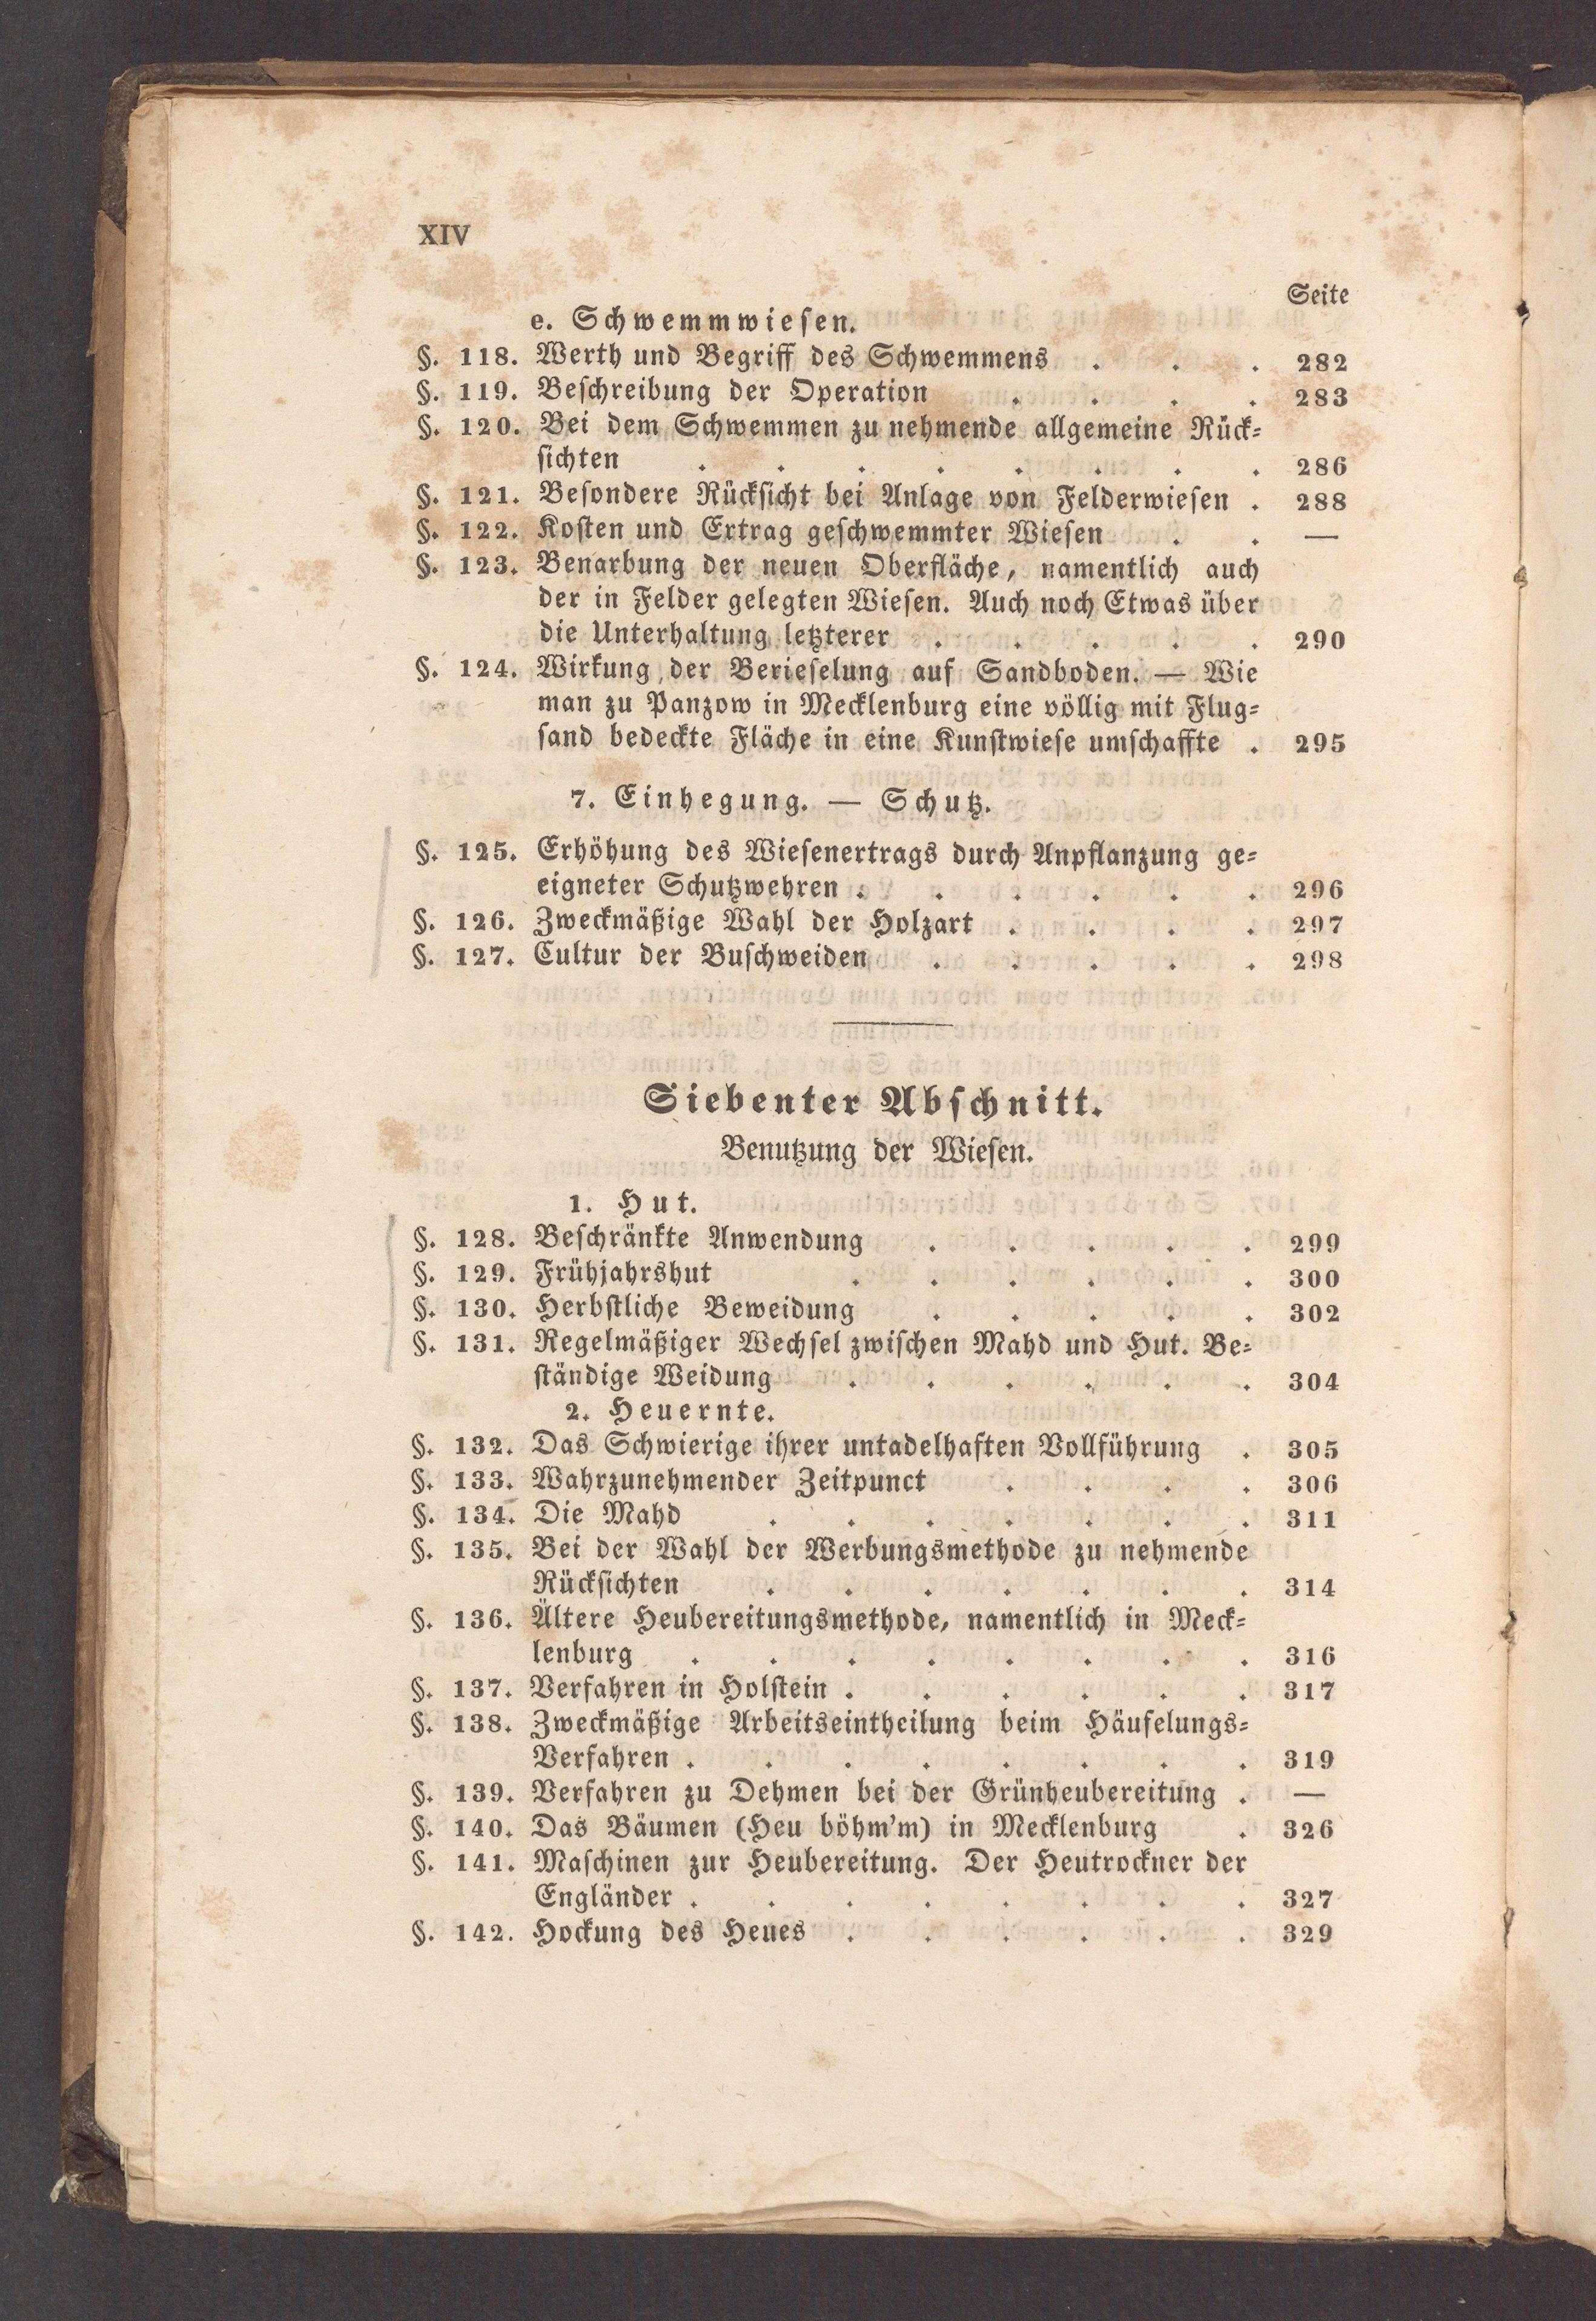 XIV
Seite
e. Schwemmwiesen.
§. 118. Werth und Begriff des Schwemmens . . . 282
§. 119. Beschreibung der Operation . . . . 283
§. 120. Bei dem Schwemmen zu nehmende allgemeine Rück-
sichten . . . . . . . . 286
§. 121. Besondere Rücksicht bei Anlage von Felderwiesen . 288
§. 122. Kosten und Ertrag geschwemmter Wiesen . . —
§. 123. Benarbung der neuen Oberfläche, namentlich auch
der in Felder gelegten Wiesen. Auch noch Etwas über
die Unterhaltung letzterer . . . . . 290
§. 124. Wirkung der Berieselung auf Sandboden. — Wie
man zu Panzow in Mecklenburg eine völlig mit Flug-
sand bedeckte Fläche in eine Kunstwiese umschaffte . 295
7. Einhegung. — Schutz.
§. 125. Erhöhung des Wiesenertrags durch Anpflanzung ge-
eigneter Schutzwehren . . . . . . 296
§. 126. Zweckmäßige Wahl der Holzart . . . . 297
§. 127. Cultur der Buschweiden . . . . . 298
Siebenter Abschnitt.
Benutzung der Wiesen.
1. Hut.
§. 128. Beschränkte Anwendung . . . . . 299
§. 129. Frühjahrshut . . . . . . 300
§. 130. Herbstliche Beweidung . . . . . 302
§. 131. Regelmäßiger Wechsel zwischen Mahd und Hut. Be-
ständige Weidung . . . . . . 304
2. Heuernte.
§. 132. Das Schwierige ihrer untadelhaften Vollführung . 305
§. 133. Wahrzunehmender Zeitpunct . . . . 306
§. 134. Die Mahd . . . . . . . 311
§. 135. Bei der Wahl der Werbungsmethode zu nehmende
Rücksichten . . . . . . . 314
§. 136. Ältere Heubereitungsmethode, namentlich in Meck-
lenburg . . . . . . . . 316
§. 137. Verfahren in Holstein . . . . . . 317
§. 138. Zweckmäßige Arbeitseintheilung beim Häufelungs-
Verfahren . . . . . . . . 319
§. 139. Verfahren zu Dehmen bei der Grünheubereitung . —
§. 140. Das Bäumen (Heu böhm'm) in Mecklenburg . 326
§. 141. Maschinen zur Heubereitung. Der Heutrockner der
Engländer . . . . . . . . 327
§. 142. Hockung des Heues . . . . . . 329